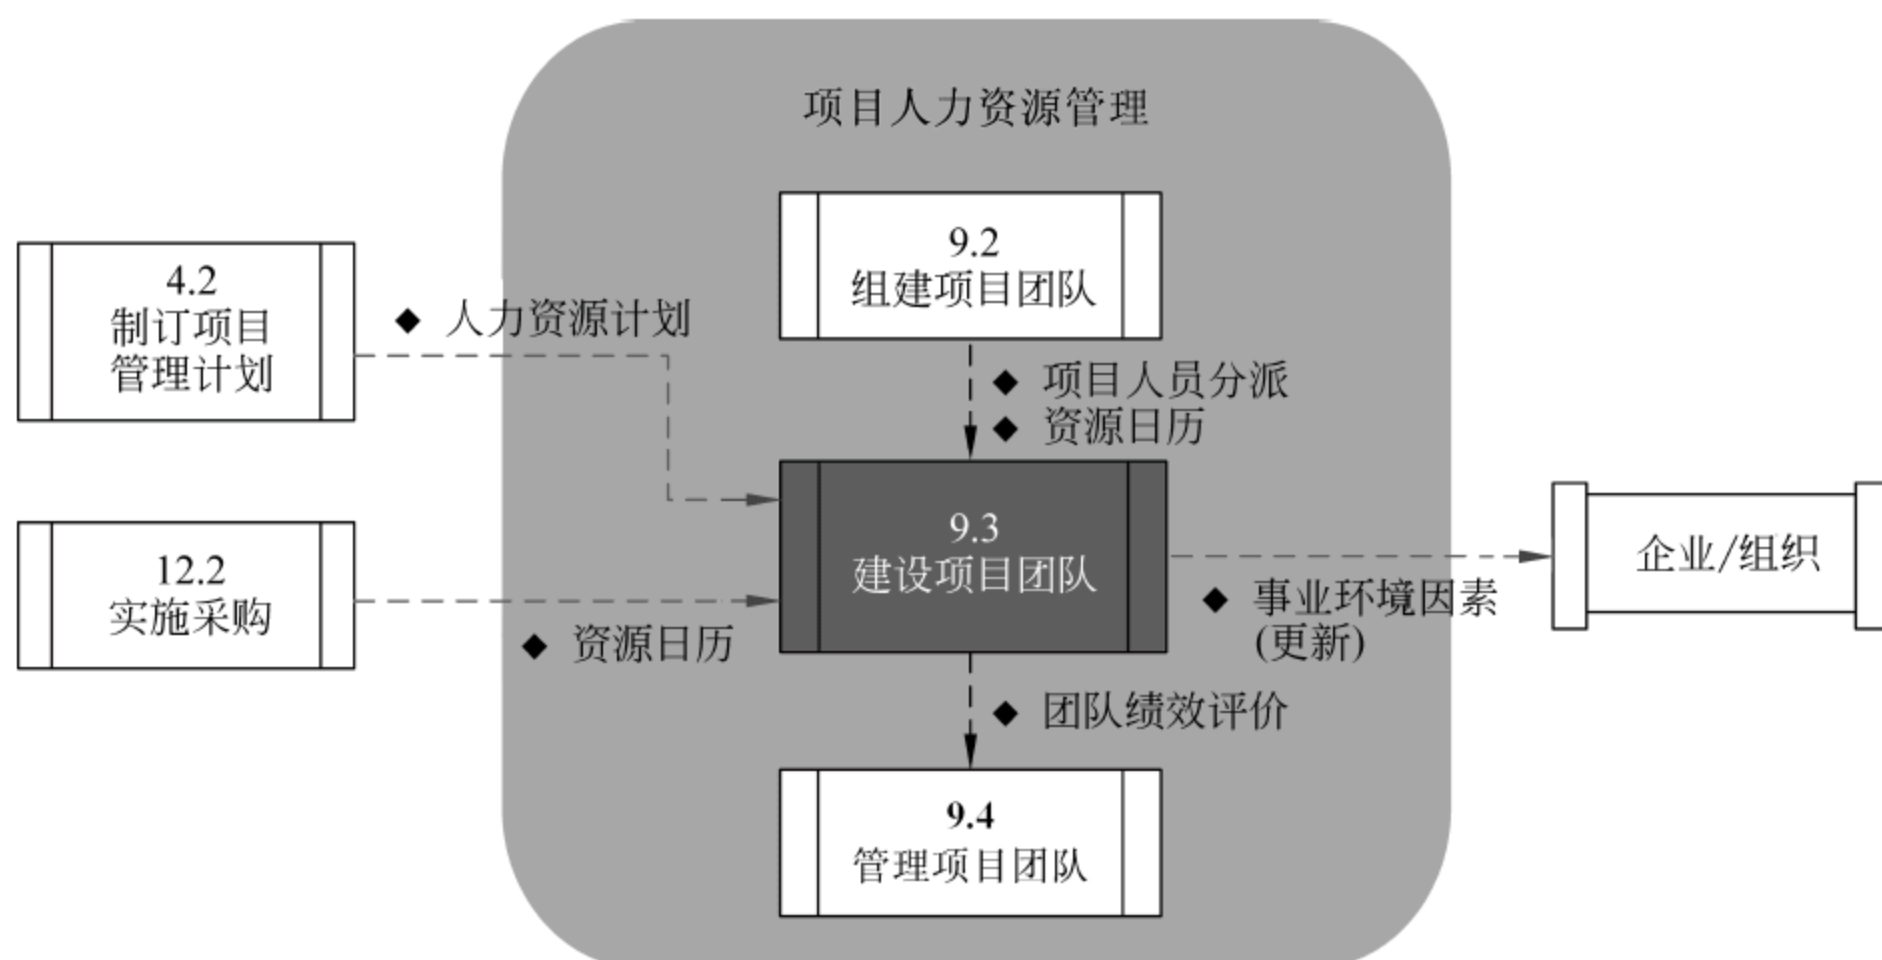 项目人力资源管理
9.2
组建项目团队
4.2
制订项目
管理计划
◆ 人力资源计划
◆ 项目人员分派
◆ 资源日历
9.3
建设项目团队
12.2
实施采购
◆ 资源日历
企业/组织
◆ 事业环境因素
(更新)
◆ 团队绩效评价
9.4
管理项目团队